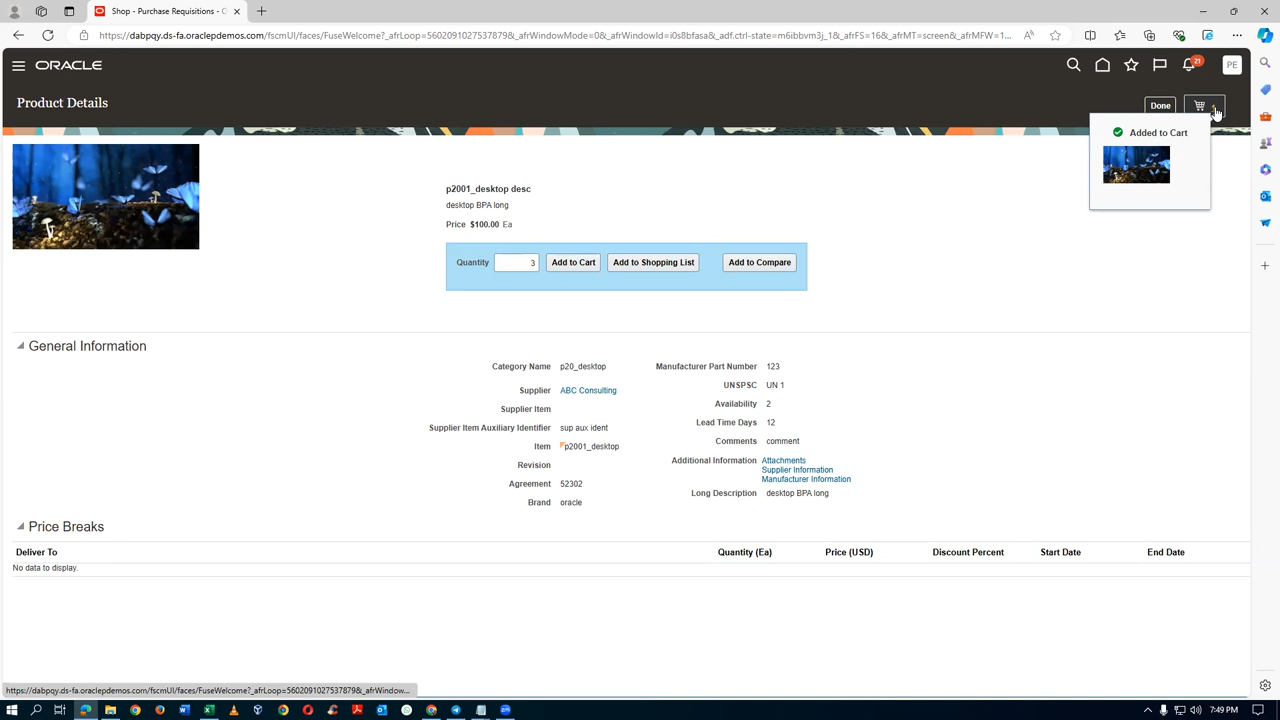 Shop - Purchase Requisitions - C
https://dabpqy.ds-fa.oraclepdemos.com/fscmUI/faces/FuseWelcome?_afrLoop=5602091027537879&_afrWindowMode=0&_afrWindowId=i0s8bfasa&_adf.ctrl-state=m6ibbvm3j_1&_afrFS=16&_afrMT=screen&_afrMFW=1...
ORACLE
21
PE
Product Details
Done
Added to Cart
p2001_desktop desc
desktop BPA long
Price $100.00 Ea
Quantity 3 Add to Cart Add to Shopping List Add to Compare
General Information
Category Name p20_desktop
Supplier ABC Consulting
Supplier Item
Supplier Item Auxiliary Identifier sup aux ident
Item p2001_desktop
Revision
Agreement 52302
Brand oracle
Manufacturer Part Number 123
UNSPSC UN 1
Availability 2
Lead Time Days 12
Comments comment
Additional Information Attachments
Supplier Information
Manufacturer Information
Long Description desktop BPA long
Price Breaks
Deliver To Quantity (Ea) Price (USD) Discount Percent Start Date End Date
No data to display.
https://dabpqy.ds-fa.oraclepdemos.com/fscmUI/faces/FuseWelcome?_afrLoop=5602091027537879&_afrWindow...
7:49 PM